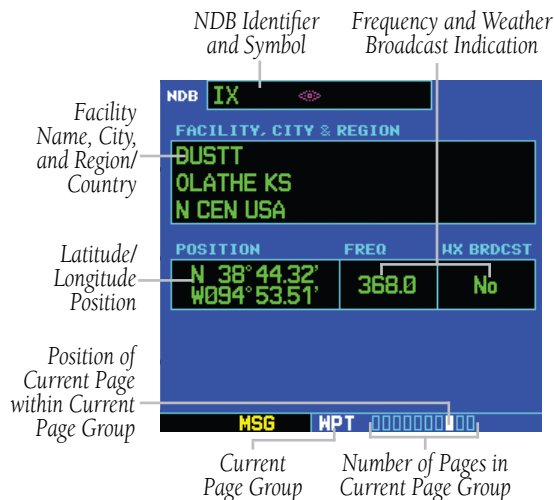 NDB Identifier
and Symbol
Frequency and Weather
Broadcast Indication
NDB IX
Facility
Name, City,
and Region/
Country
FACILITY, CITY & REGION
DUSTT
OLATHE KS
N CEN USA
Latitude/
Longitude
Position
POSITION FREQ WX BRDCST
N 38°44.32'
W094°53.51'
368.0 No
Position of
Current Page
within Current
Page Group
MSG WPT
Current
Page Group
Number of Pages in
Current Page Group